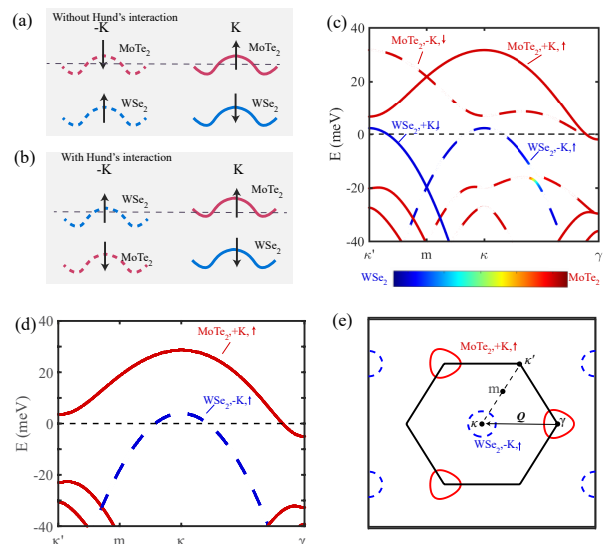 (a)
Without Hund's interaction
-K
K
MoTe2
MoTe2
WSe2
WSe2
(b)
With Hund's interaction
-K
K
WSe2
MoTe2
MoTe2
WSe2
(c)
MoTe2,-K,↓
MoTe2,+K,↑
WSe2,+K↓
WSe2,-K,↑
E (meV)
40
20
0
-20
-40
κ'
m
κ
γ
WSe2
MoTe2
(d)
MoTe2,+K,↑
WSe2,-K,↑
E (meV)
40
20
0
-20
-40
κ'
m
κ
γ
(e)
MoTe2,+K,↑
κ'
m
Q
κ
γ
WSe2,-K,↑